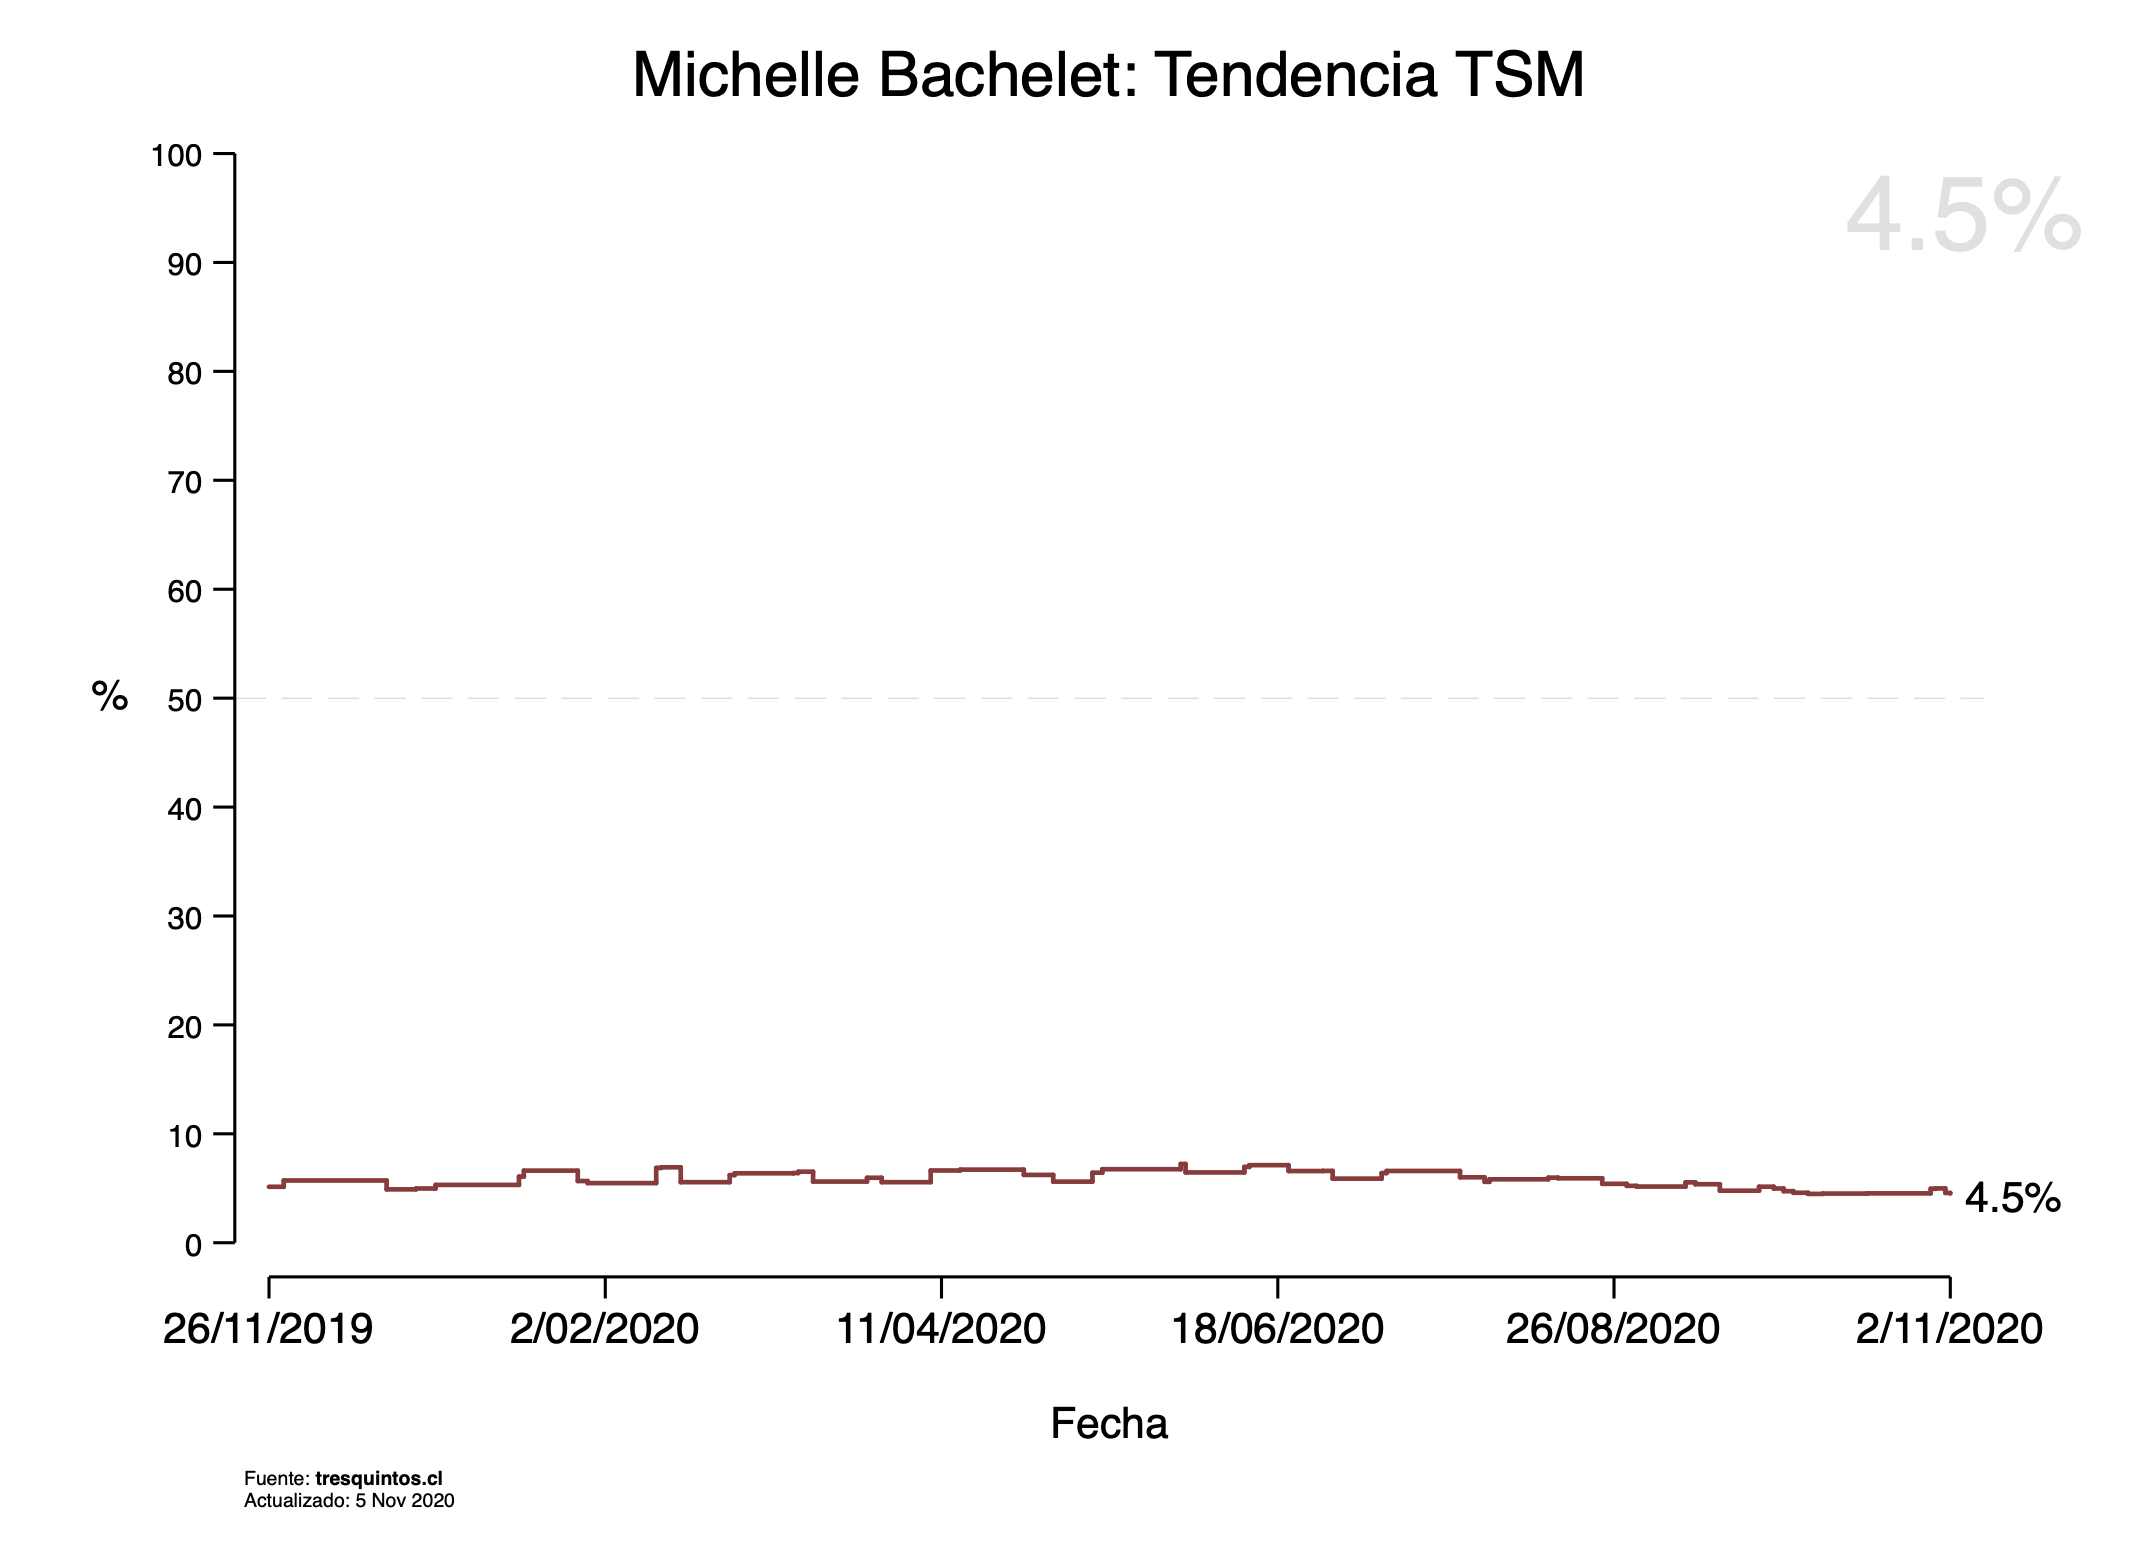 Michelle Bachelet: Tendencia TSM
4.5%
100
90
80
70
60
% 50
40
30
20
10
0
4.5%
26/11/2019 2/02/2020 11/04/2020 18/06/2020 26/08/2020 2/11/2020
Fecha
Fuente: tresquintos.cl
Actualizado: 5 Nov 2020